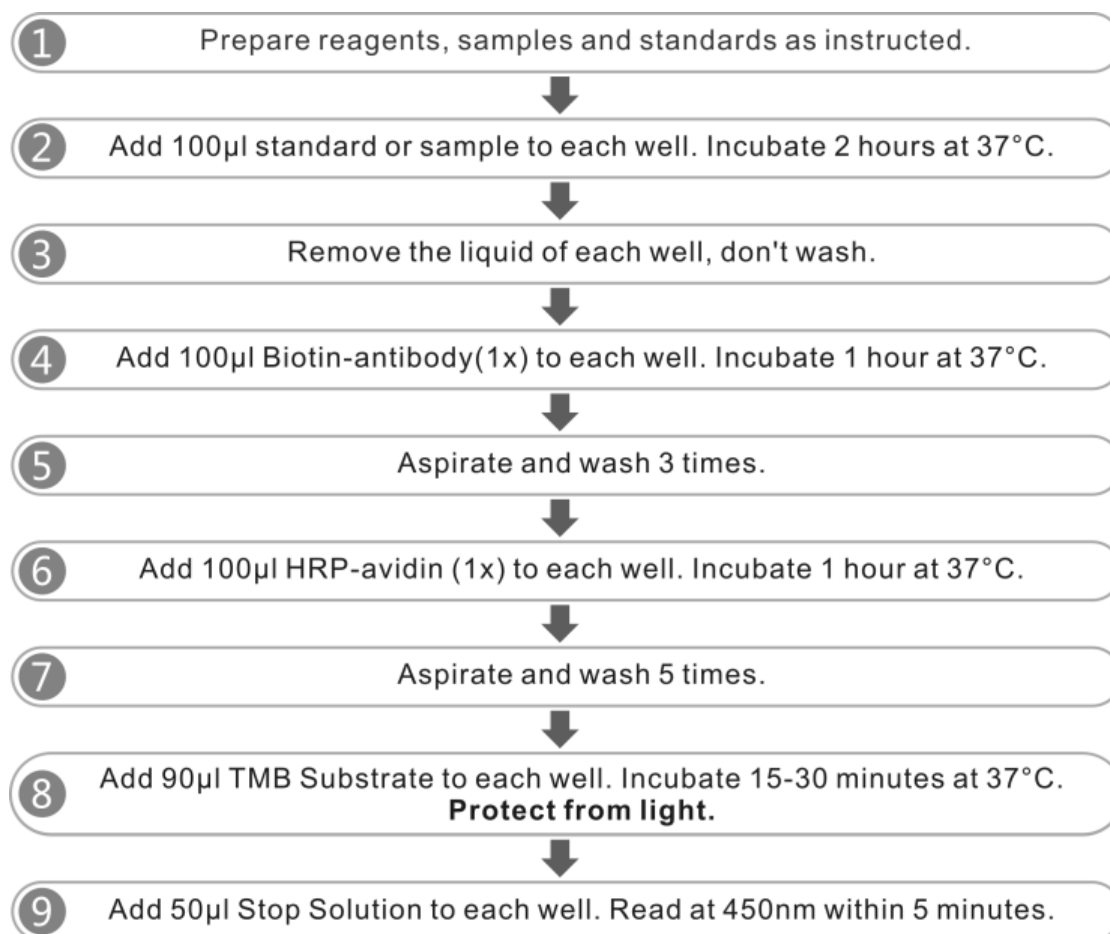 1 Prepare reagents, samples and standards as instructed.
2 Add 100µl standard or sample to each well. Incubate 2 hours at 37°C.
3 Remove the liquid of each well, don't wash.
4 Add 100µl Biotin-antibody(1x) to each well. Incubate 1 hour at 37°C.
5 Aspirate and wash 3 times.
6 Add 100µl HRP-avidin (1x) to each well. Incubate 1 hour at 37°C.
7 Aspirate and wash 5 times.
8 Add 90µl TMB Substrate to each well. Incubate 15-30 minutes at 37°C.
Protect from light.
9 Add 50µl Stop Solution to each well. Read at 450nm within 5 minutes.